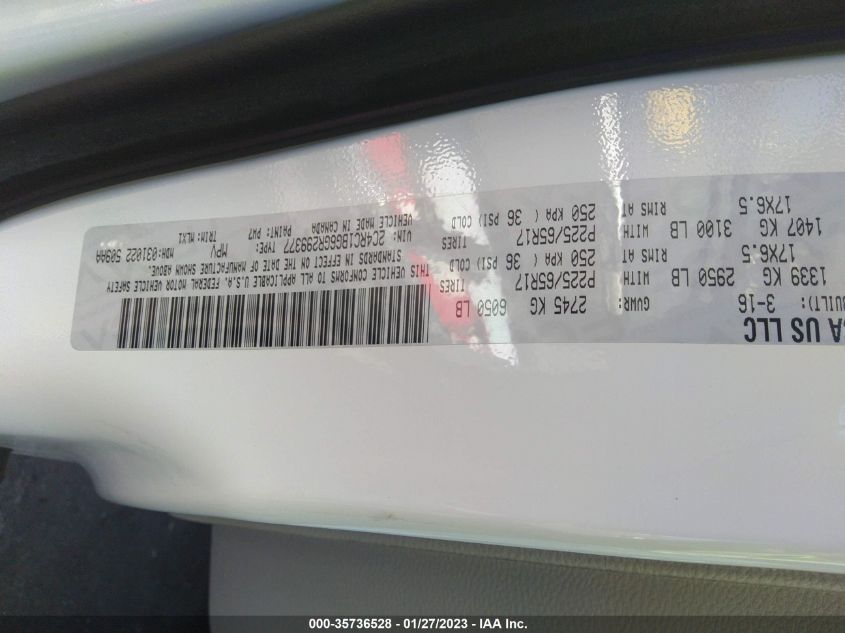 A US LLC
BUILT): 3-16 GVWR: 2745 KG 6050 LB
1339 KG 2950 LB WITH P225/65R17 TIRES
17X6.5 RIMS AT 250 KPA ( 36 PSI) COLD
1407 KG 3100 LB WITH P225/65R17 TIRES
17X6.5 RIMS AT 250 KPA ( 36 PSI) COLD
THIS VEHICLE CONFORMS TO ALL APPLICABLE U.S.A. FEDERAL MOTOR VEHICLE SAFETY
STANDARDS IN EFFECT ON THE DATE OF MANUFACTURE SHOWN ABOVE.
VIN: 2C4RC1BG6GR299377 TYPE: MPV MDH:031022 509AA
VEHICLE MADE IN CANADA PAINT: PW7 TRIM: MLX1
000-35736528 - 01/27/2023 - IAA Inc.